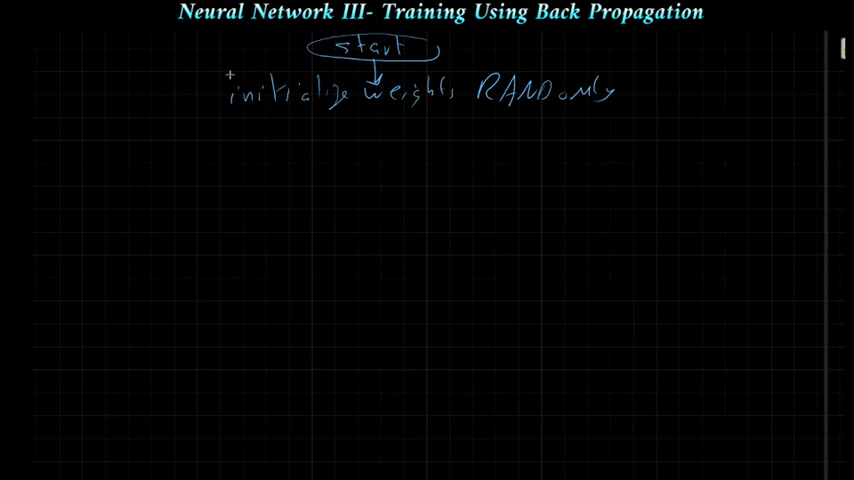 Neural Network III- Training Using Back Propagation
start
initialize weights RANDomly